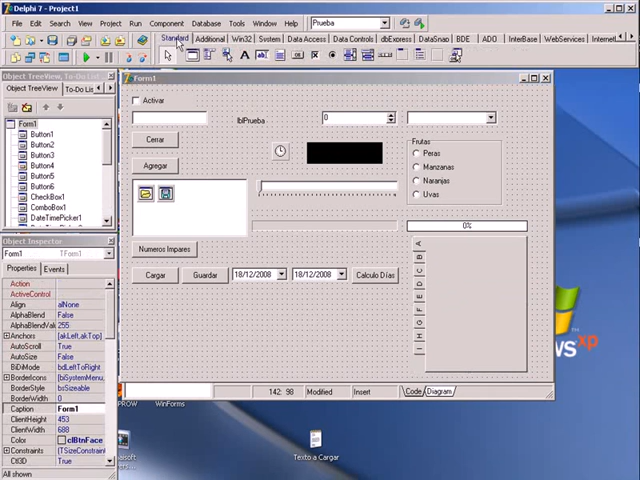 Delphi 7 - Project1
File Edit Search View Project Run Component Database Tools Window Help Prueba
Standard Additional Win32 System Data Access Data Controls dbExpress DataSnap BDE ADO InterBase WebServices
Object TreeView, To-Do Lis
Object TreeView To-Do Lis
Form1
Button1
Button2
Button3
Button4
Button5
Button6
CheckBox1
ComboBox1
DateTimePicker1
Object Inspector
Form1 TForm1
Properties Events
Action
ActiveControl
Align alNone
AlphaBlend False
AlphaBlendVal 255
Anchors [akLeft,akTop]
AutoScroll True
AutoSize False
BiDiMode bdLeftToRight
BorderIcons [biSystemMenu,
BorderStyle bsSizeable
BorderWidth 0
Caption Form1
ClientHeight 453
ClientWidth 688
Color clBtnFace
Constraints (TSizeConstrain
Ctl3D True
All shown
Form1
Activar
lblPrueba
0
Cerrar
Agregar
Frutas
Peras
Manzanas
Naranjas
Uvas
0%
Numeros Impares
Cargar Guardar 18/12/2008 18/12/2008 Calculo Días
A
B
C
D
E
F
G
H
I
142: 98 Modified Insert Code Diagram
PROW WinForms
Texto a Cargar
xp